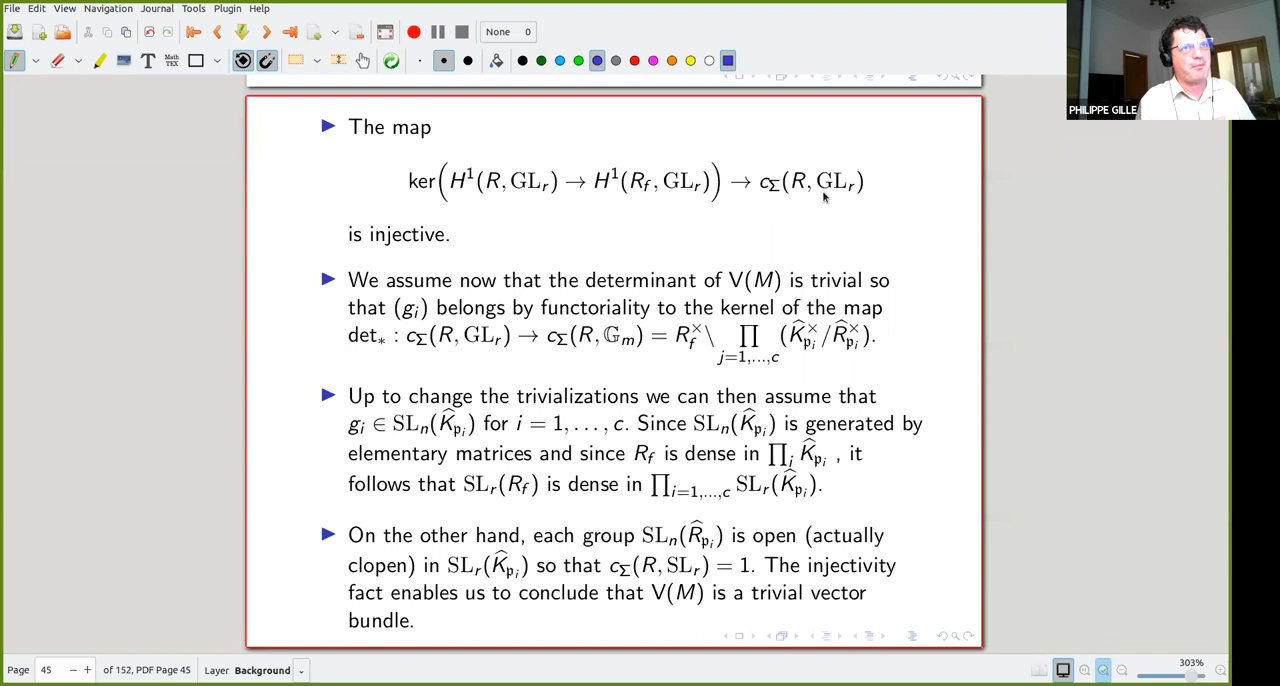 File Edit View Navigation Journal Tools Plugin Help
None 0
T Math TEX
PHILIPPE GILLE
▶ The map
ker(H¹(R, GLᵣ) → H¹(R_f, GLᵣ)) → c_Σ(R, GLᵣ)
is injective.
▶ We assume now that the determinant of V(M) is trivial so
that (gᵢ) belongs by functoriality to the kernel of the map
det_* : c_Σ(R, GLᵣ) → c_Σ(R, 𝔾ₘ) = R_f^× \ ∏_{j=1,...,c} (K̂_{𝔭ᵢ}^× / R̂_{𝔭ᵢ}^×).
▶ Up to change the trivializations we can then assume that
gᵢ ∈ SLₙ(K̂_{𝔭ᵢ}) for i = 1, . . . , c. Since SLₙ(K̂_{𝔭ᵢ}) is generated by
elementary matrices and since R_f is dense in ∏ᵢ K̂_{𝔭ᵢ} , it
follows that SLᵣ(R_f) is dense in ∏_{i=1,...,c} SLᵣ(K̂_{𝔭ᵢ}).
▶ On the other hand, each group SLₙ(R̂_{𝔭ᵢ}) is open (actually
clopen) in SLᵣ(K̂_{𝔭ᵢ}) so that c_Σ(R, SLᵣ) = 1. The injectivity
fact enables us to conclude that V(M) is a trivial vector
bundle.
Page 45 of 152, PDF Page 45 Layer Background 303%